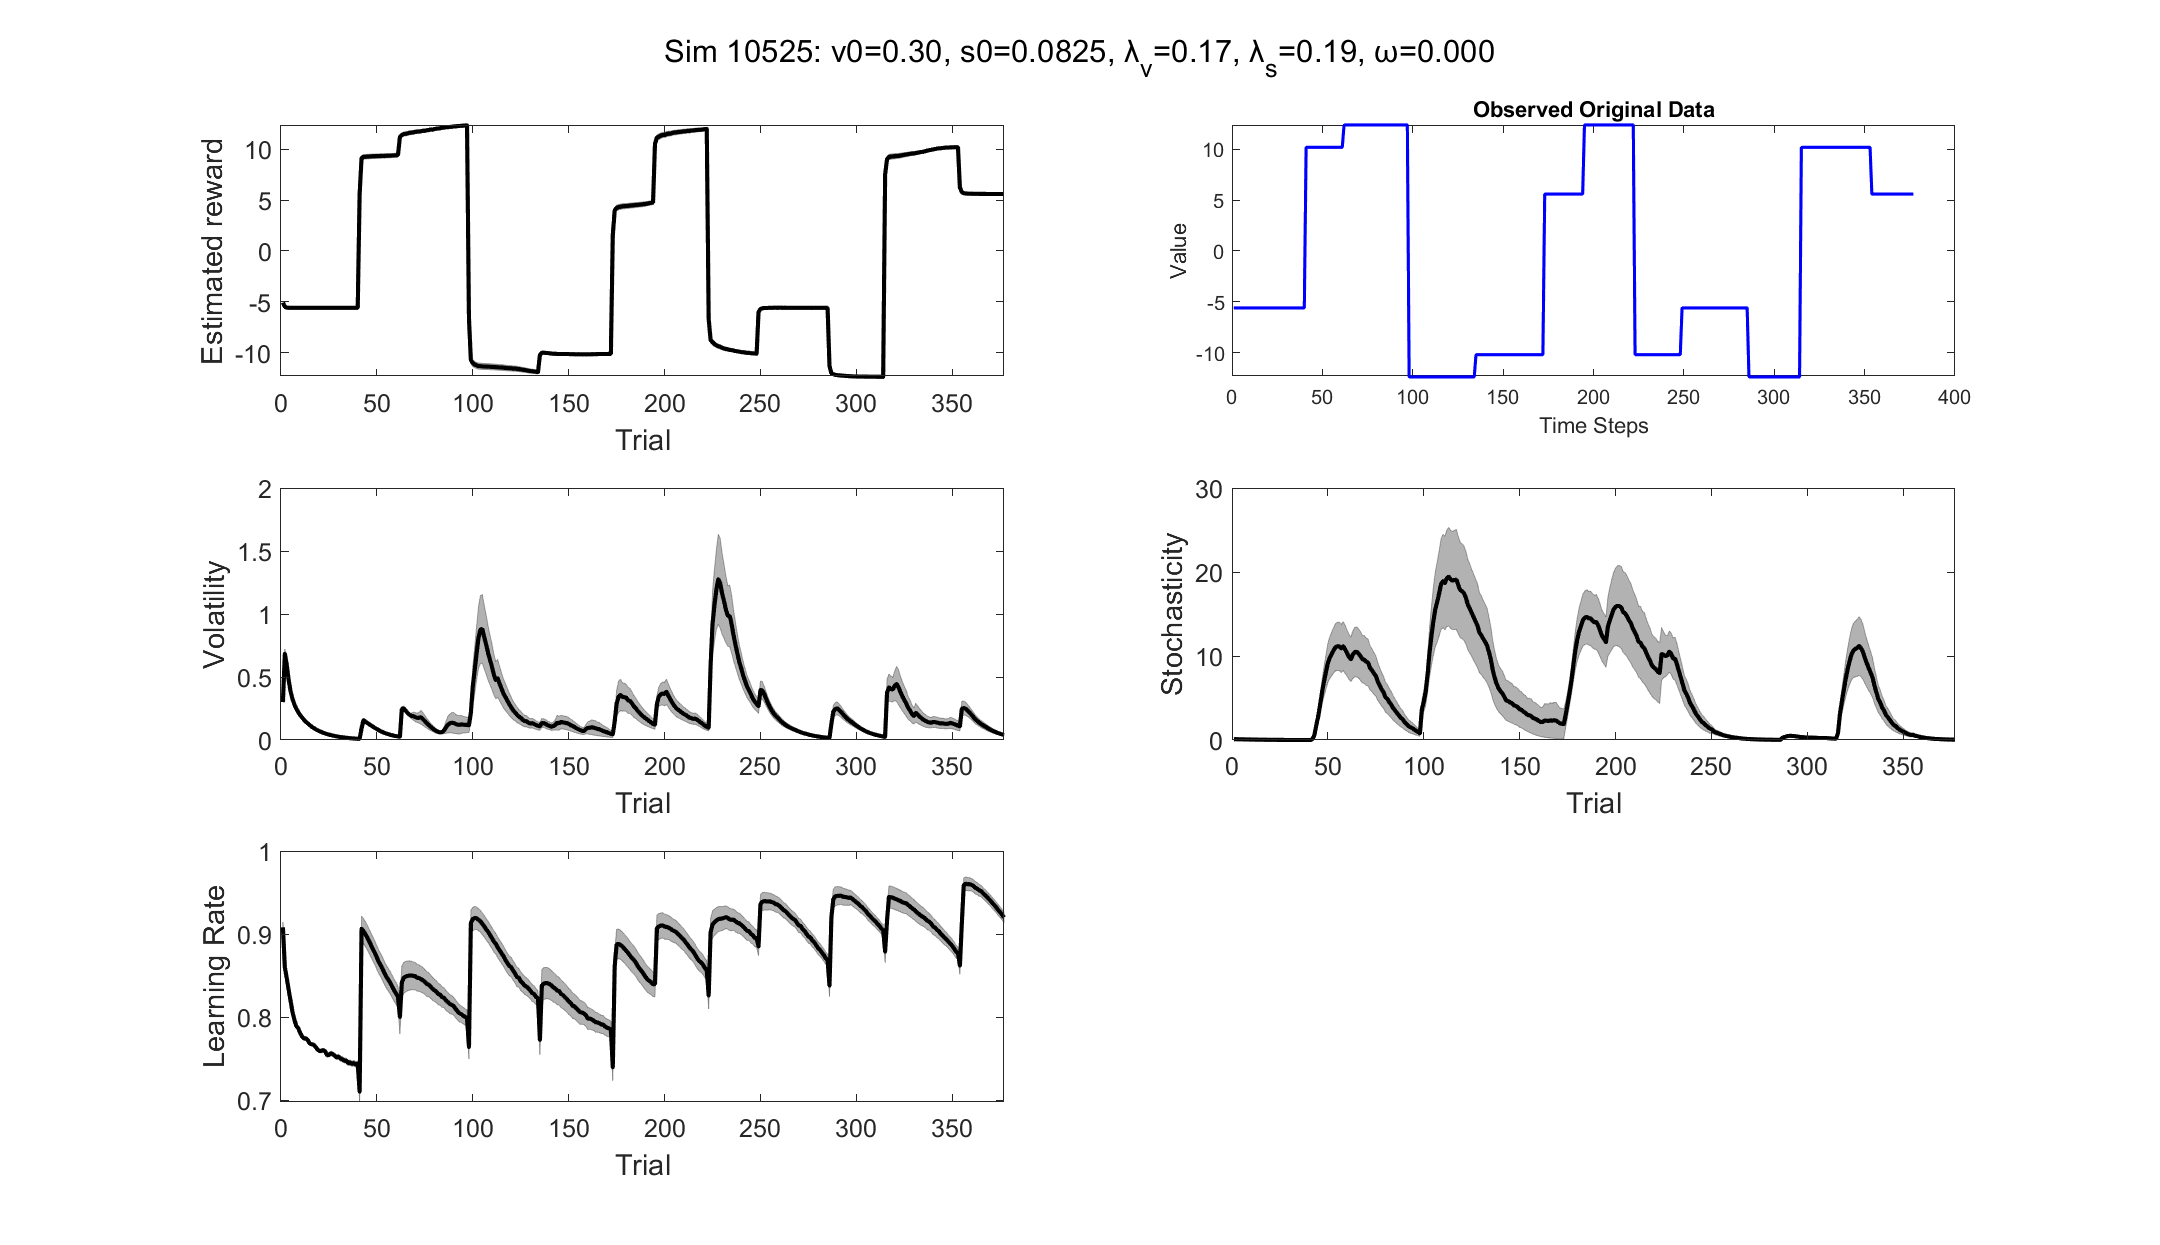 Sim 10525: v0=0.30, s0=0.0825, λ_v=0.17, λ_s=0.19, ω=0.000
Estimated reward
10
5
0
-5
-10
0 50 100 150 200 250 300 350
Trial
Observed Original Data
Value
10
5
0
-5
-10
0 50 100 150 200 250 300 350 400
Time Steps
Volatility
2
1.5
1
0.5
0
0 50 100 150 200 250 300 350
Trial
Stochasticity
30
20
10
0
0 50 100 150 200 250 300 350
Trial
Learning Rate
1
0.9
0.8
0.7
0 50 100 150 200 250 300 350
Trial